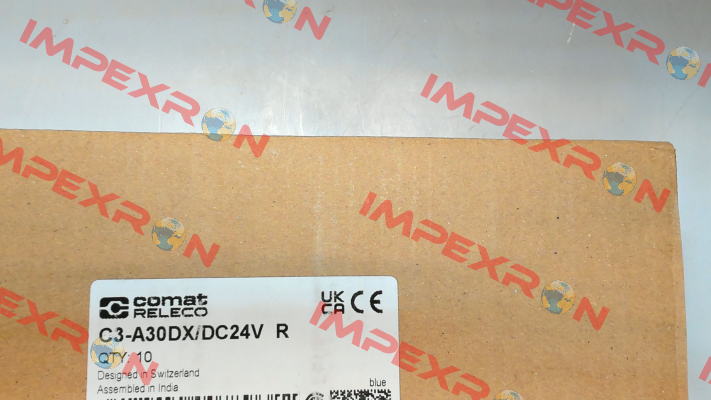 IMPEXRON
IMPEXRON
IMPEXRON
IMPEXRON
IMPEXRON
IMPEXRON
comat
RELECO
UK
CA CE
C3-A30DX/DC24V R
QTY: 10
Designed in Switzerland
Assembled in India
blue